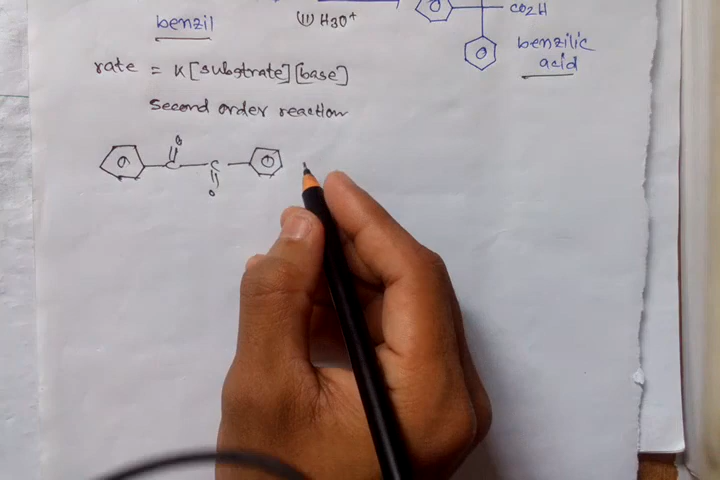 CO2H
benzil
(ii) H3O+
benzilic
acid
rate = K[substrate][base]
Second order reaction
O
C C
O